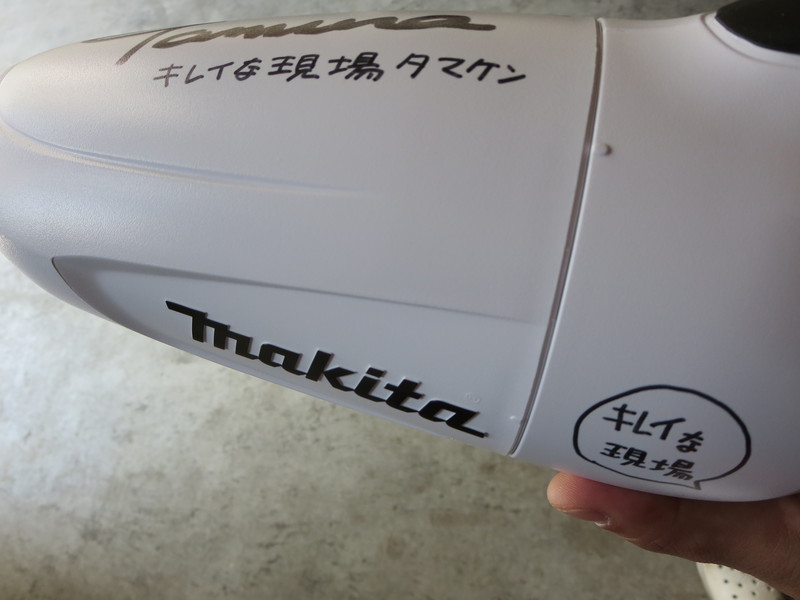 Tamura
キレイな現場 タマケン
makita
キレイな
現場